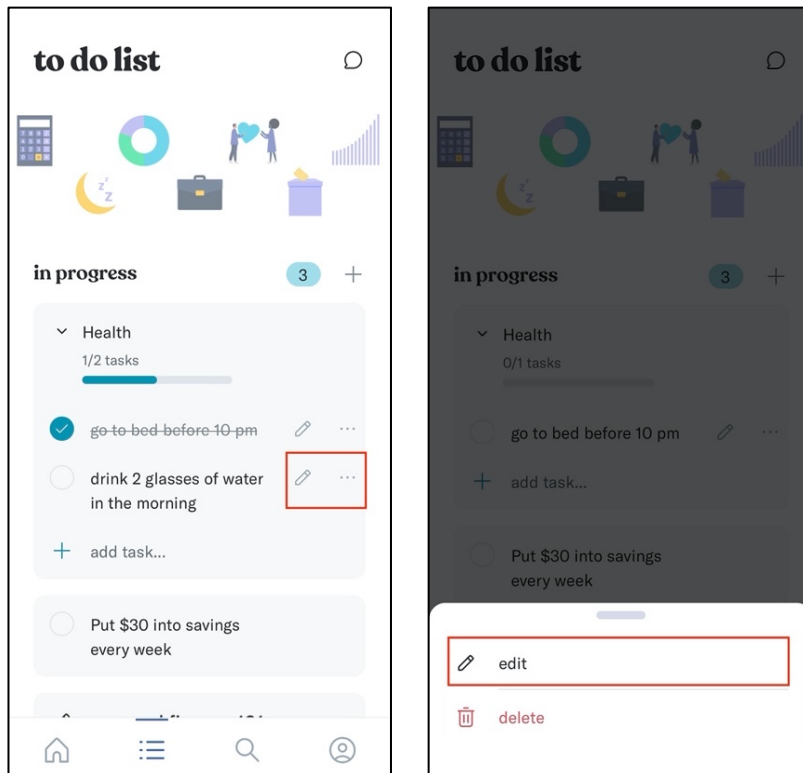 to do list
in progress
3
Health
1/2 tasks
go to bed before 10 pm
drink 2 glasses of water
in the morning
add task...
Put $30 into savings
every week
to do list
in progress
3
Health
0/1 tasks
go to bed before 10 pm
add task...
Put $30 into savings
every week
edit
delete